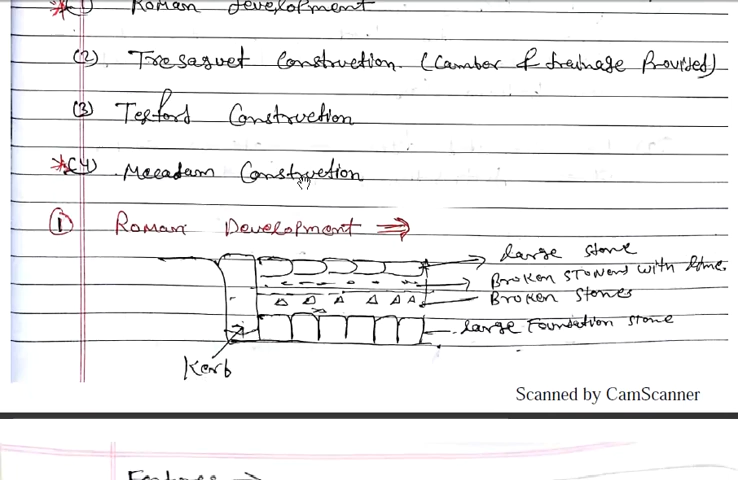 *(1) Roman Development
(2) Tresaguet Construction. (Camber & drainage Provided)
(3) Telford Construction
*(4) Macadam Construction
(1) Roman Development ⇒
large stone
Broken stones with lime
Broken stones
large Foundation stone
Kerb
Scanned by CamScanner
Features →